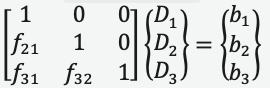 [1 0 0; f₂₁ 1 0; f₃₁ f₃₂ 1] {D₁; D₂; D₃} = {b₁; b₂; b₃}